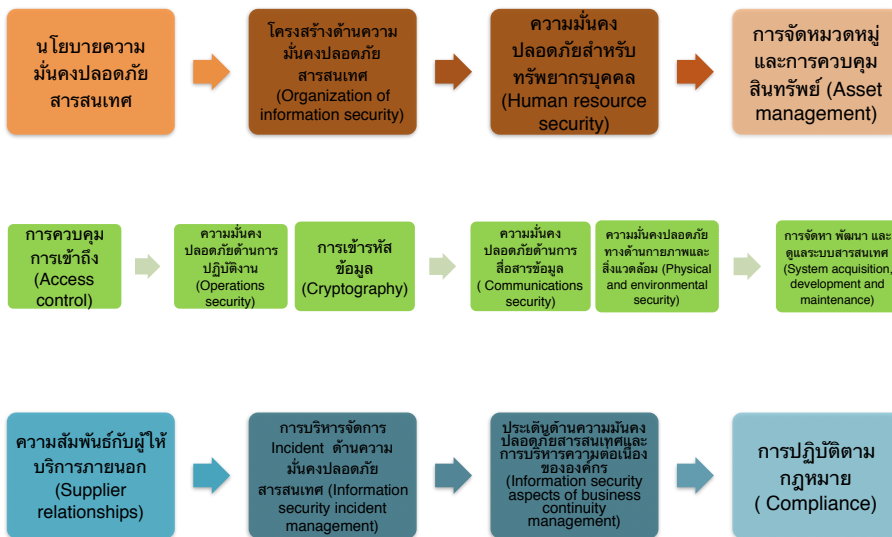 นโยบายความ
มั่นคงปลอดภัย
สารสนเทศ
โครงสร้างด้านความ
มั่นคงปลอดภัย
สารสนเทศ
(Organization of
information security)
ความมั่นคง
ปลอดภัยสำหรับ
ทรัพยากรบุคคล
(Human resource
security)
การจัดหมวดหมู่
และการควบคุม
สินทรัพย์ (Asset
management)
การควบคุม
การเข้าถึง
(Access
control)
ความมั่นคง
ปลอดภัยด้านการ
ปฏิบัติงาน
(Operations
security)
การเข้ารหัส
ข้อมูล
(Cryptography)
ความมั่นคง
ปลอดภัยด้านการ
สื่อสารข้อมูล
( Communications
security)
ความมั่นคงปลอดภัย
ทางด้านกายภาพและ
สิ่งแวดล้อม (Physical
and environmental
security)
การจัดหา พัฒนา และ
ดูแลระบบสารสนเทศ
(System acquisition,
development and
maintenance)
ความสัมพันธ์กับผู้ให้
บริการภายนอก
(Supplier
relationships)
การบริหารจัดการ
Incident ด้านความ
มั่นคงปลอดภัย
สารสนเทศ (Information
security incident
management)
ประเด็นด้านความมั่นคง
ปลอดภัยสารสนเทศและ
การบริหารความต่อเนื่อง
ขององค์กร
(Information security
aspects of business
continuity
management)
การปฏิบัติตาม
กฎหมาย
( Compliance)